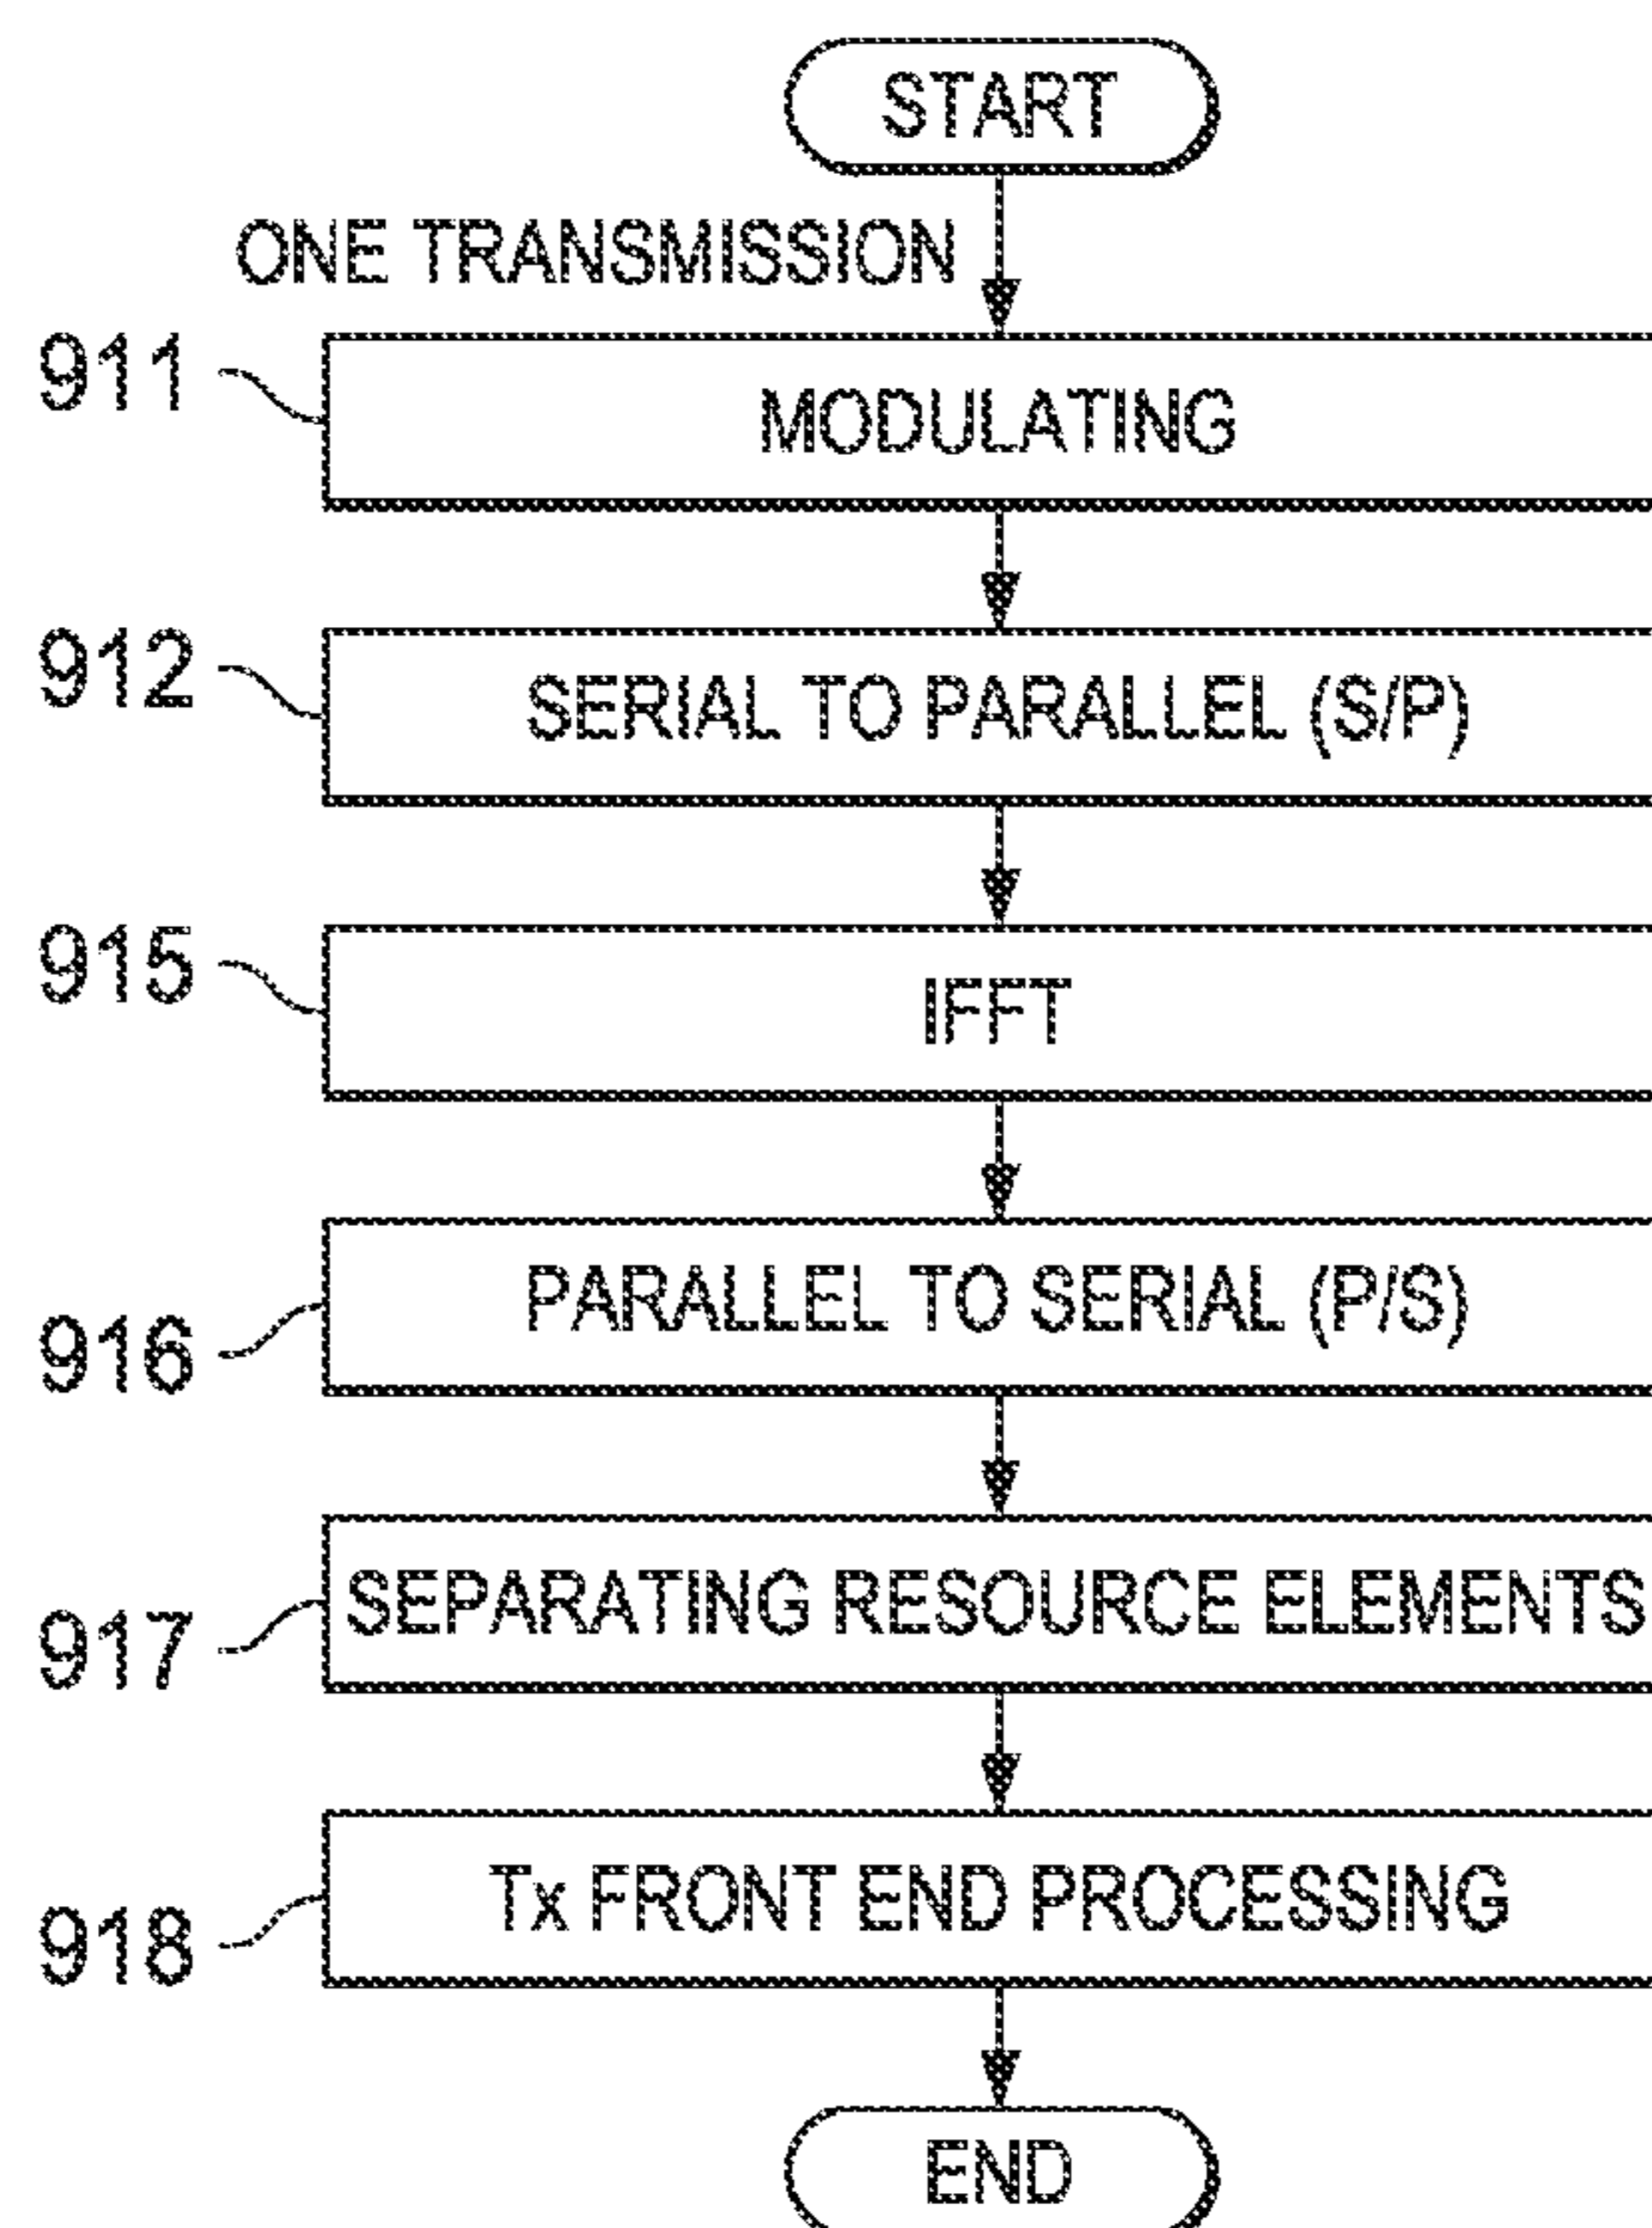 START
ONE TRANSMISSION
911
MODULATING
912
SERIAL TO PARALLEL (S/P)
915
IFFT
916
PARALLEL TO SERIAL (P/S)
917
SEPARATING RESOURCE ELEMENTS
918
Tx FRONT END PROCESSING
END